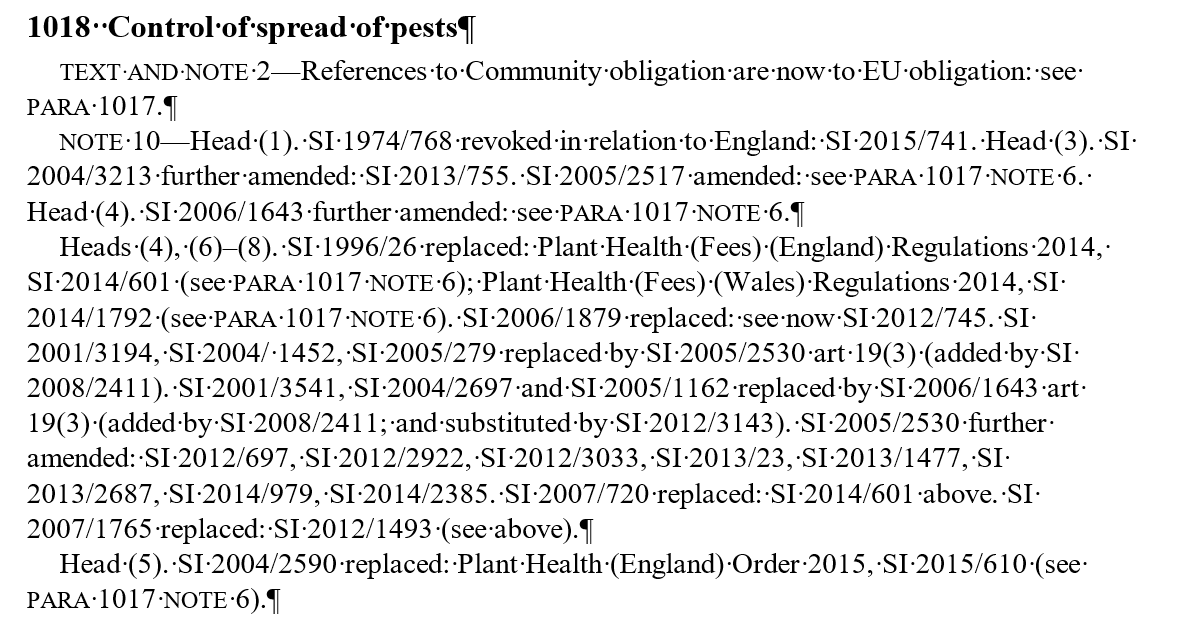 1018··Control·of·spread·of·pests¶
TEXT·AND·NOTE·2—References·to·Community·obligation·are·now·to·EU·obligation:·see·
PARA·1017.¶
NOTE·10—Head·(1).·SI·1974/768·revoked·in·relation·to·England:·SI·2015/741.·Head·(3).·SI·
2004/3213·further·amended:·SI·2013/755.·SI·2005/2517·amended:·see·PARA·1017·NOTE·6.·
Head·(4).·SI·2006/1643·further·amended:·see·PARA·1017·NOTE·6.¶
Heads·(4),·(6)–(8).·SI·1996/26·replaced:·Plant·Health·(Fees)·(England)·Regulations·2014,·
SI·2014/601·(see·PARA·1017·NOTE·6);·Plant·Health·(Fees)·(Wales)·Regulations·2014,·SI·
2014/1792·(see·PARA·1017·NOTE·6).·SI·2006/1879·replaced:·see·now·SI·2012/745.·SI·
2001/3194,·SI·2004/·1452,·SI·2005/279·replaced·by·SI·2005/2530·art·19(3)·(added·by·SI·
2008/2411).·SI·2001/3541,·SI·2004/2697·and·SI·2005/1162·replaced·by·SI·2006/1643·art·
19(3)·(added·by·SI·2008/2411;·and·substituted·by·SI·2012/3143).·SI·2005/2530·further·
amended:·SI·2012/697,·SI·2012/2922,·SI·2012/3033,·SI·2013/23,·SI·2013/1477,·SI·
2013/2687,·SI·2014/979,·SI·2014/2385.·SI·2007/720·replaced:·SI·2014/601·above.·SI·
2007/1765·replaced:·SI·2012/1493·(see·above).¶
Head·(5).·SI·2004/2590·replaced:·Plant·Health·(England)·Order·2015,·SI·2015/610·(see·
PARA·1017·NOTE·6).¶